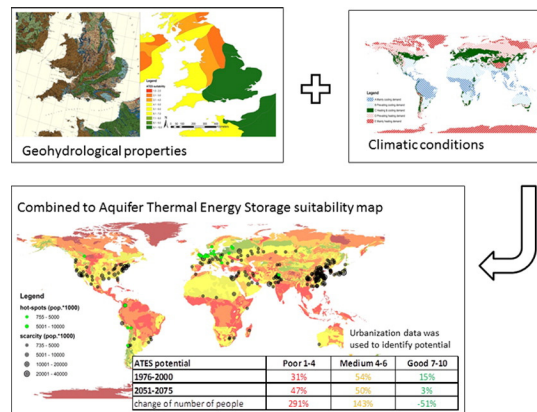 Legend
ATES suitability
Geohydrological properties
Legend
Climatic conditions
Combined to Aquifer Thermal Energy Storage suitability map
Legend
hot-spots (pop.*1000)
755 - 5000
5001 - 10000
scarcity (pop.*1000)
735 - 5000
5001 - 10000
10001 - 20000
20001 - 40000
Urbanization data was
used to identify potential
ATES potential Poor 1-4 Medium 4-6 Good 7-10
1976-2000 31% 54% 15%
2051-2075 47% 50% 3%
change of number of people 291% 143% -51%